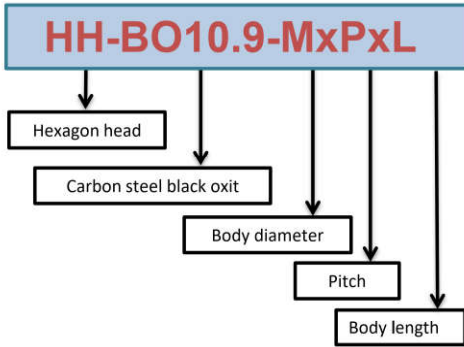 HH-BO10.9-MxPxL
Hexagon head
Carbon steel black oxit
Body diameter
Pitch
Body length